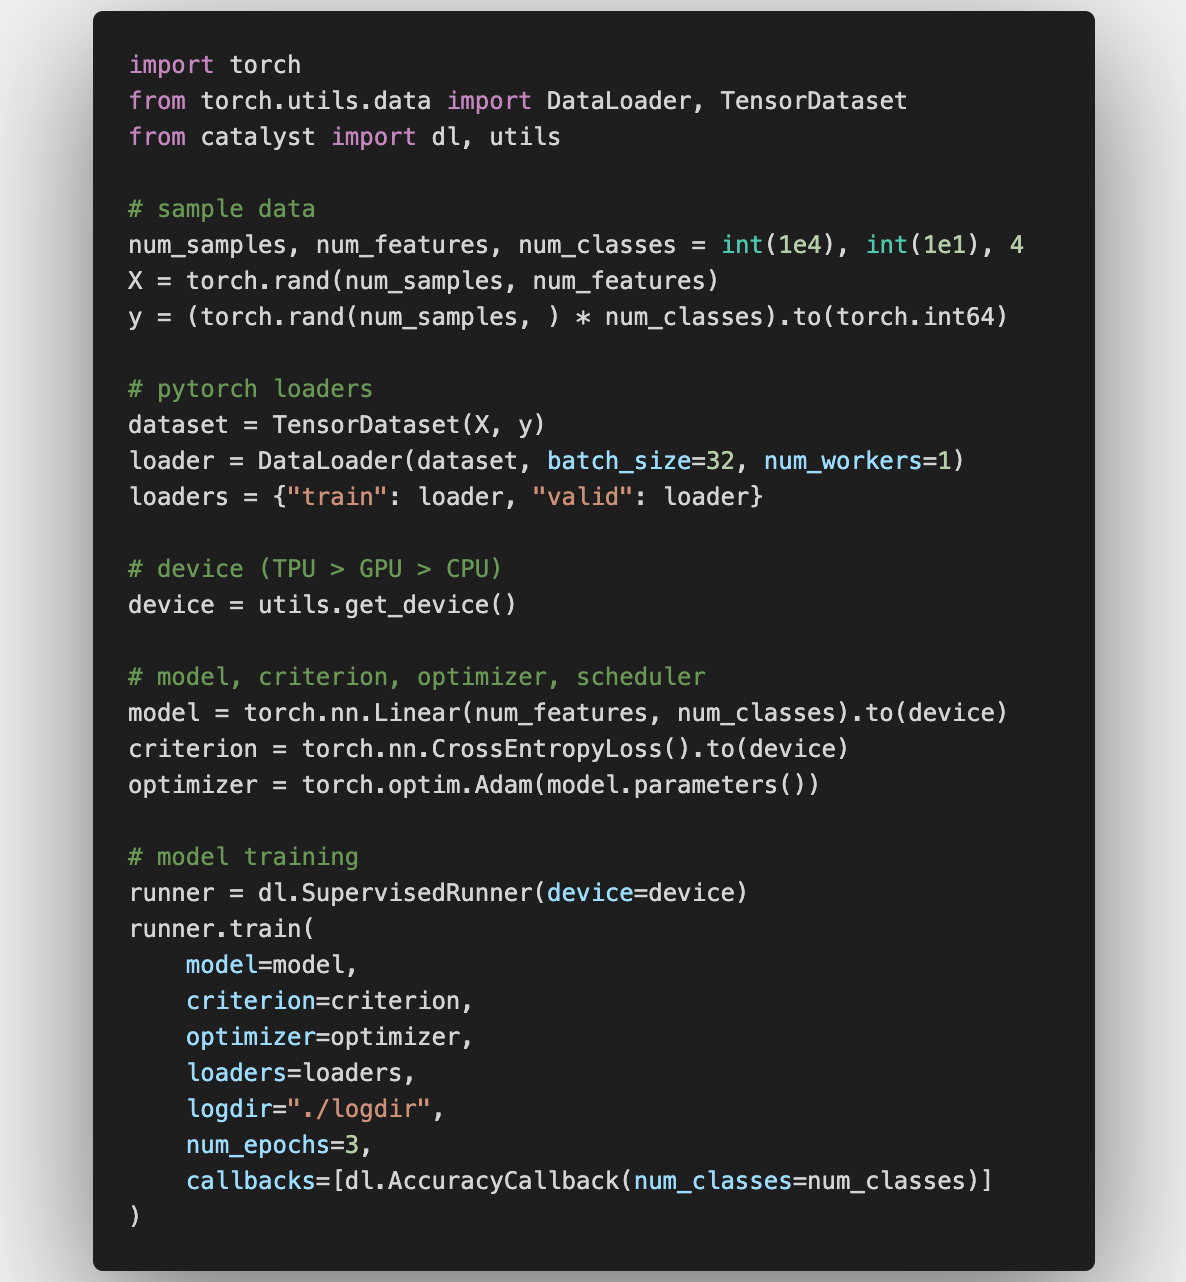 import torch
from torch.utils.data import DataLoader, TensorDataset
from catalyst import dl, utils

# sample data
num_samples, num_features, num_classes = int(1e4), int(1e1), 4
X = torch.rand(num_samples, num_features)
y = (torch.rand(num_samples, ) * num_classes).to(torch.int64)

# pytorch loaders
dataset = TensorDataset(X, y)
loader = DataLoader(dataset, batch_size=32, num_workers=1)
loaders = {"train": loader, "valid": loader}

# device (TPU > GPU > CPU)
device = utils.get_device()

# model, criterion, optimizer, scheduler
model = torch.nn.Linear(num_features, num_classes).to(device)
criterion = torch.nn.CrossEntropyLoss().to(device)
optimizer = torch.optim.Adam(model.parameters())

# model training
runner = dl.SupervisedRunner(device=device)
runner.train(
    model=model,
    criterion=criterion,
    optimizer=optimizer,
    loaders=loaders,
    logdir="./logdir",
    num_epochs=3,
    callbacks=[dl.AccuracyCallback(num_classes=num_classes)]
)